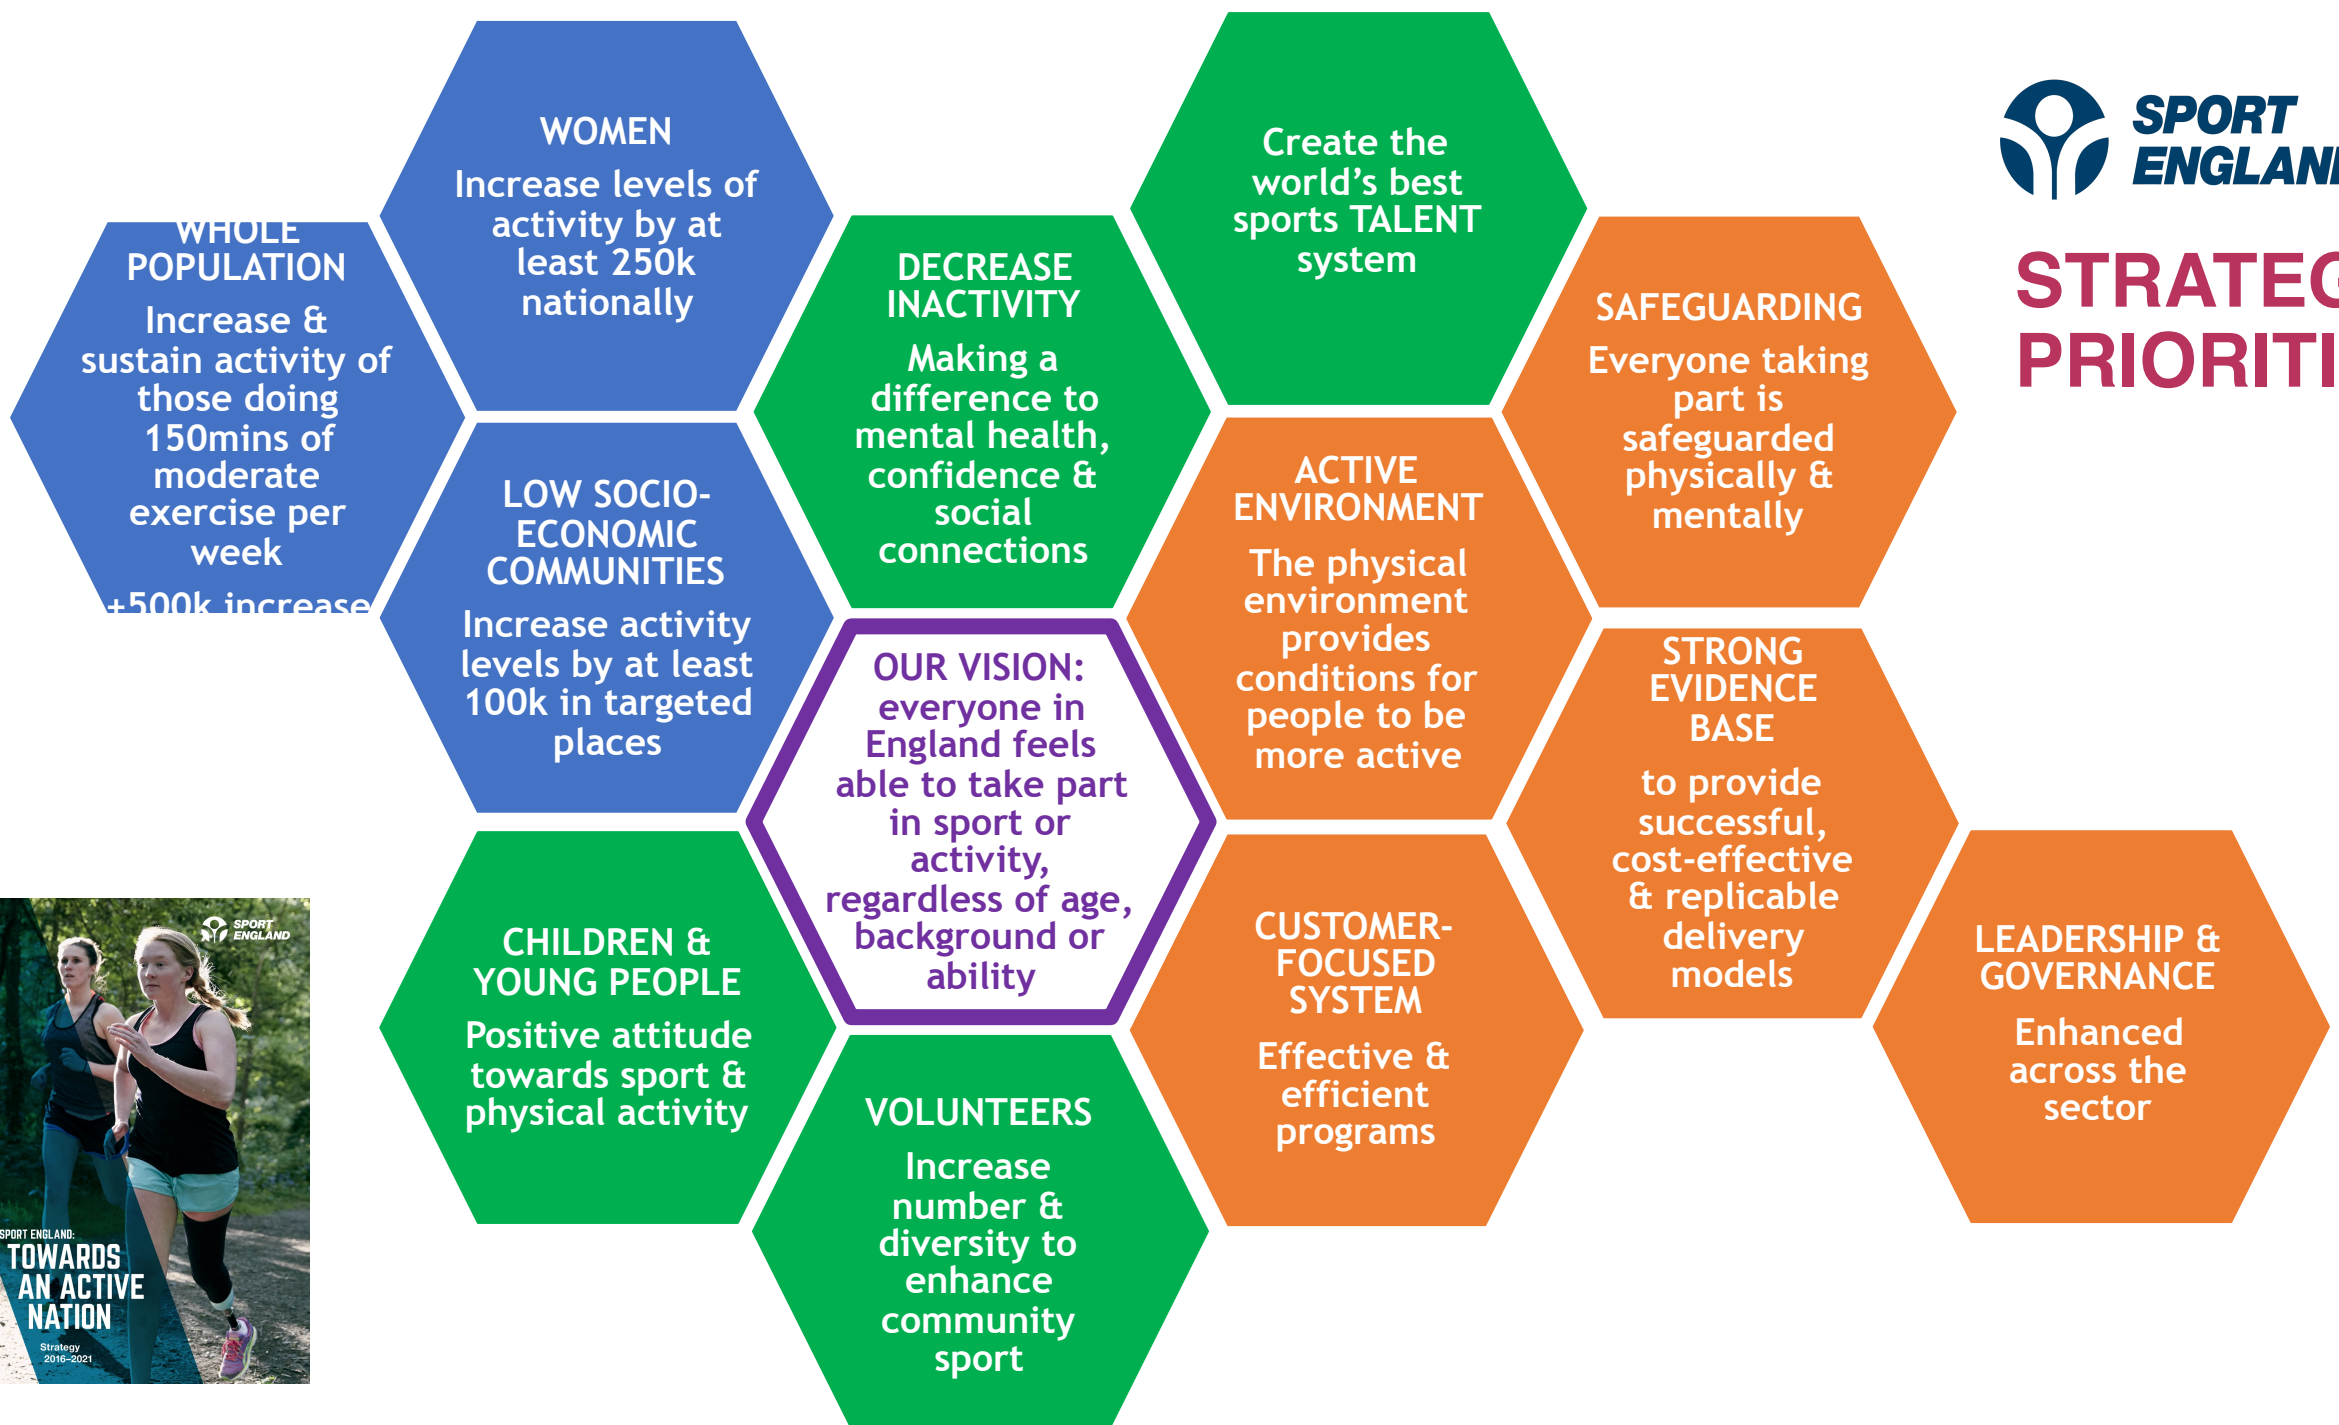 WHOLE
POPULATION
Increase &
sustain activity of
those doing
150mins of
moderate
exercise per
week
+500k increase
WOMEN
Increase levels of
activity by at
least 250k
nationally
LOW SOCIO-
ECONOMIC
COMMUNITIES
Increase activity
levels by at least
100k in targeted
places
CHILDREN &
YOUNG PEOPLE
Positive attitude
towards sport &
physical activity
DECREASE
INACTIVITY
Making a
difference to
mental health,
confidence &
social
connections
OUR VISION:
everyone in
England feels
able to take part
in sport or
activity,
regardless of age,
background or
ability
VOLUNTEERS
Increase
number &
diversity to
enhance
community
sport
Create the
world's best
sports TALENT
system
ACTIVE
ENVIRONMENT
The physical
environment
provides
conditions for
people to be
more active
CUSTOMER-
FOCUSED
SYSTEM
Effective &
efficient
programs
SAFEGUARDING
Everyone taking
part is
safeguarded
physically &
mentally
STRONG
EVIDENCE
BASE
to provide
successful,
cost-effective
& replicable
delivery
models
LEADERSHIP &
GOVERNANCE
Enhanced
across the
sector
SPORT
ENGLAN
STRATEG
PRIORITI
SPORT
ENGLAND
SPORT ENGLAND:
TOWARDS
AN ACTIVE
NATION
Strategy
2016–2021